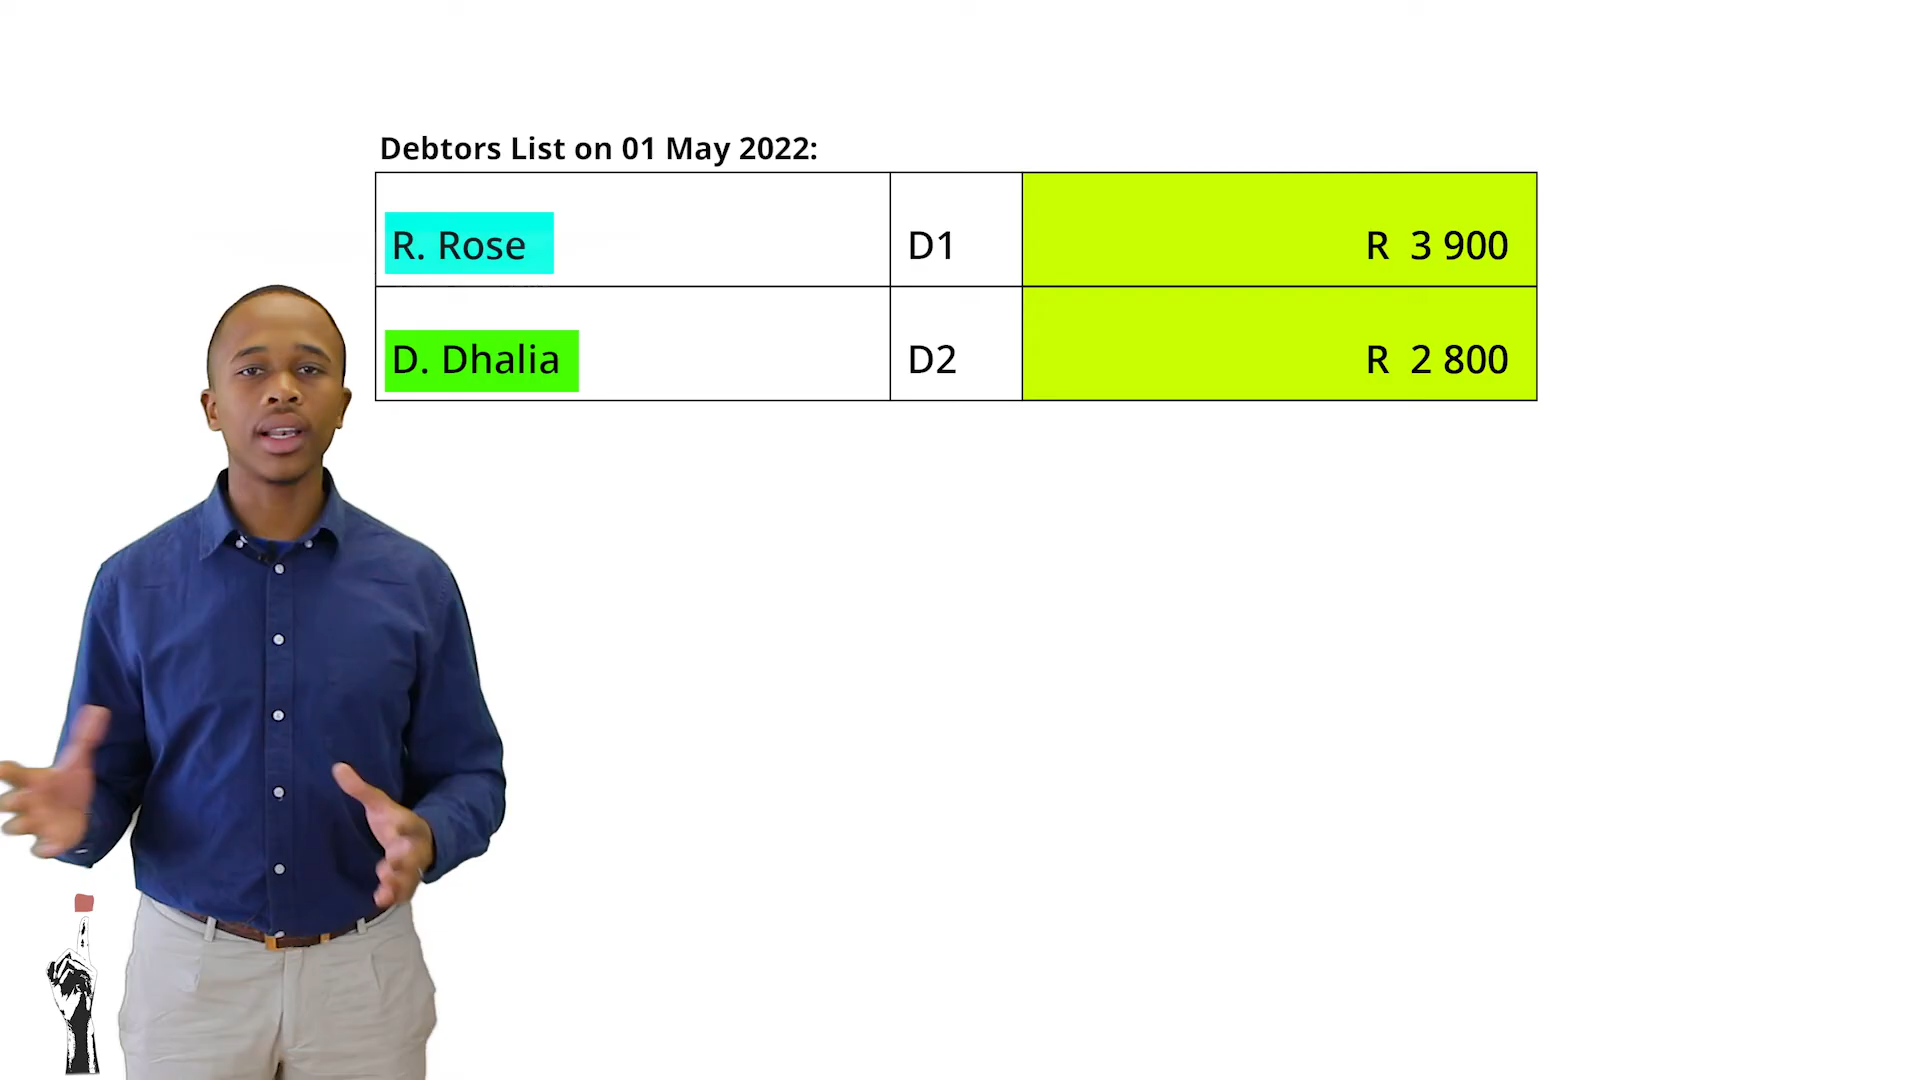 Debtors List on 01 May 2022:
R. Rose D1 R 3 900
D. Dhalia D2 R 2 800